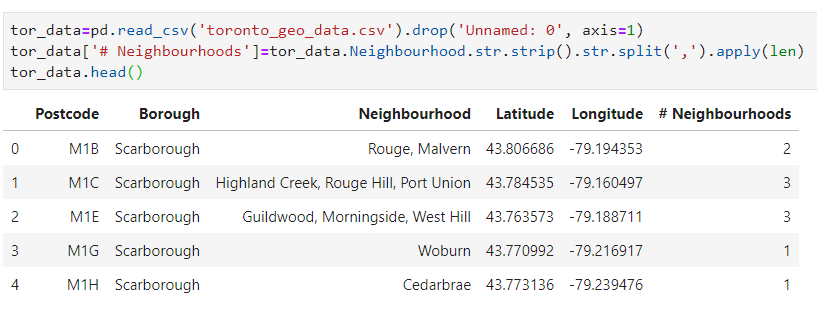 tor_data=pd.read_csv('toronto_geo_data.csv').drop('Unnamed: 0', axis=1)
tor_data['# Neighbourhoods']=tor_data.Neighbourhood.str.strip().str.split(',').apply(len)
tor_data.head()
Postcode Borough Neighbourhood Latitude Longitude # Neighbourhoods
0 M1B Scarborough Rouge, Malvern 43.806686 -79.194353 2
1 M1C Scarborough Highland Creek, Rouge Hill, Port Union 43.784535 -79.160497 3
2 M1E Scarborough Guildwood, Morningside, West Hill 43.763573 -79.188711 3
3 M1G Scarborough Woburn 43.770992 -79.216917 1
4 M1H Scarborough Cedarbrae 43.773136 -79.239476 1